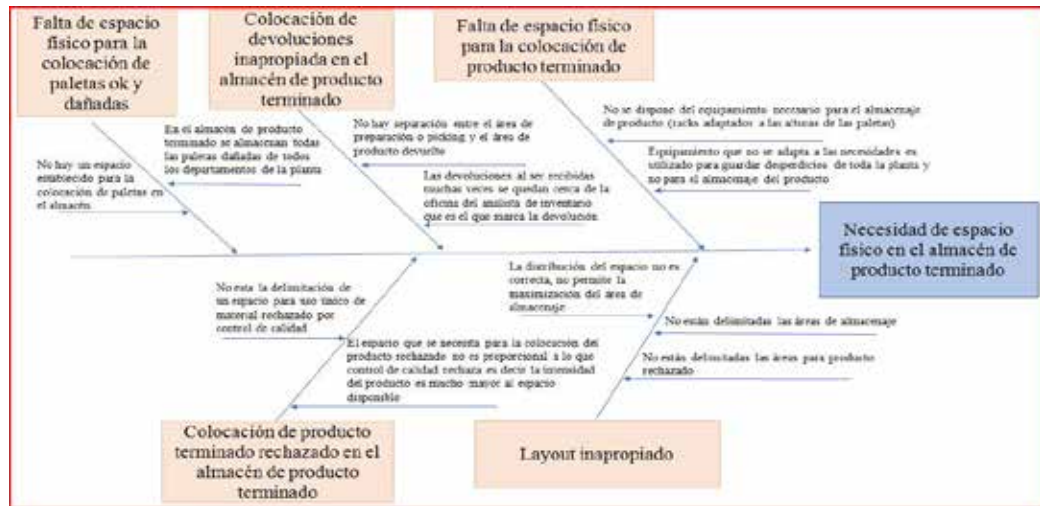 Falta de espacio
físico para la
colocación de
paletas ok y
dañadas
Colocación de
devoluciones
inapropiada en el
almacén de producto
terminado
Falta de espacio físico
para la colocación de
producto terminado
En el almacén de producto
terminado se almacenan todas
las paletas dañadas de todos
los departamentos de la planta
No hay un espacio
establecido para la
colocación de paletas en
el almacén
No hay separación entre el área de
preparación o picking y el área de
producto devuelto
Las devoluciones al ser recibidas
muchas veces se quedan cerca de la
oficina del analista de inventario
que es el que marca la devolución
No se dispone del equipamiento necesario para el almacenaje
de producto (racks adaptados a las alturas de las paletas)
Equipamiento que no se adapta a las necesidades es
utilizado para guardar desperdicios de toda la planta y
no para el almacenaje del producto
Necesidad de espacio
físico en el almacén de
producto terminado
No esta la delimitación de
un espacio para uso único de
material rechazado por
control de calidad
El espacio que se necesita para la colocación del
producto rechazado no es proporcional a lo que
control de calidad rechaza es decir la intensidad
del producto es mucho mayor al espacio
disponible
La distribución del espacio no es
correcta, no permite la
maximización del área de
almacenaje
No están delimitadas las áreas de almacenaje
No están delimitadas las áreas para producto
rechazado
Colocación de producto
terminado rechazado en el
almacén de producto
terminado
Layout inapropiado